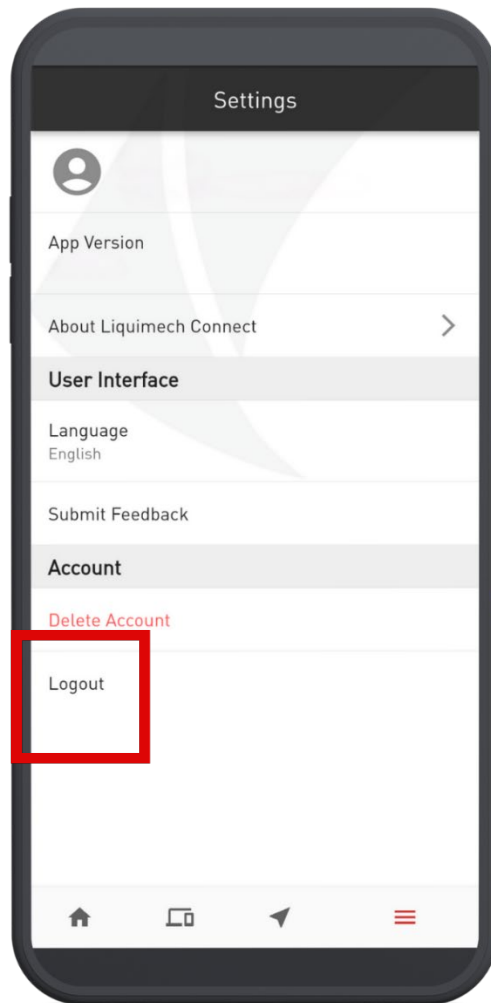 Settings
App Version
About Liquimech Connect
User Interface
Language
English
Submit Feedback
Account
Delete Account
Logout